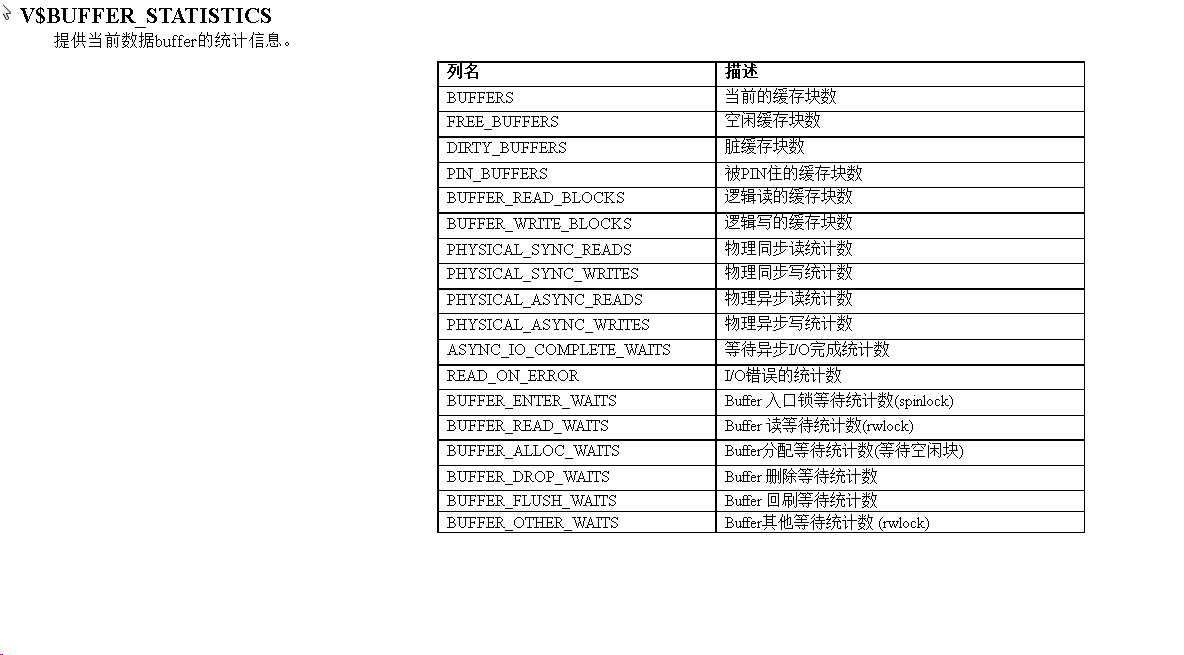 V$BUFFER_STATISTICS
提供当前数据buffer的统计信息。
列名 描述
BUFFERS 当前的缓存块数
FREE_BUFFERS 空闲缓存块数
DIRTY_BUFFERS 脏缓存块数
PIN_BUFFERS 被PIN住的缓存块数
BUFFER_READ_BLOCKS 逻辑读的缓存块数
BUFFER_WRITE_BLOCKS 逻辑写的缓存块数
PHYSICAL_SYNC_READS 物理同步读统计数
PHYSICAL_SYNC_WRITES 物理同步写统计数
PHYSICAL_ASYNC_READS 物理异步读统计数
PHYSICAL_ASYNC_WRITES 物理异步写统计数
ASYNC_IO_COMPLETE_WAITS 等待异步I/O完成统计数
READ_ON_ERROR I/O错误的统计数
BUFFER_ENTER_WAITS Buffer 入口锁等待统计数(spinlock)
BUFFER_READ_WAITS Buffer 读等待统计数(rwlock)
BUFFER_ALLOC_WAITS Buffer分配等待统计数(等待空闲块)
BUFFER_DROP_WAITS Buffer 删除等待统计数
BUFFER_FLUSH_WAITS Buffer 回刷等待统计数
BUFFER_OTHER_WAITS Buffer其他等待统计数 (rwlock)